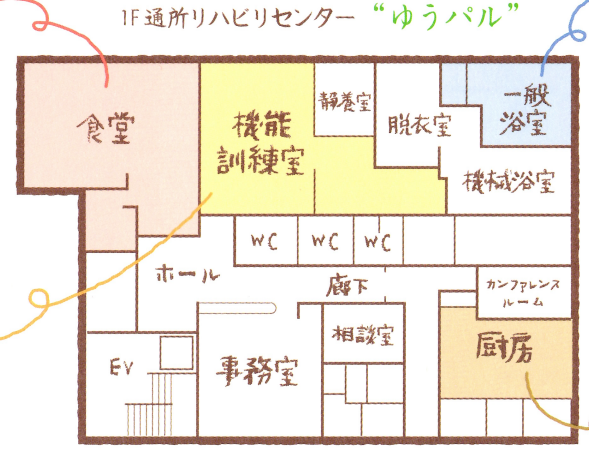 1F通所リハビリセンター “ゆうパル”
食堂
機能
訓練室
静養室
脱衣室
一般
浴室
機械浴室
WC
WC
WC
ホール
廊下
カンファレンス
ルーム
相談室
厨房
EV
事務室